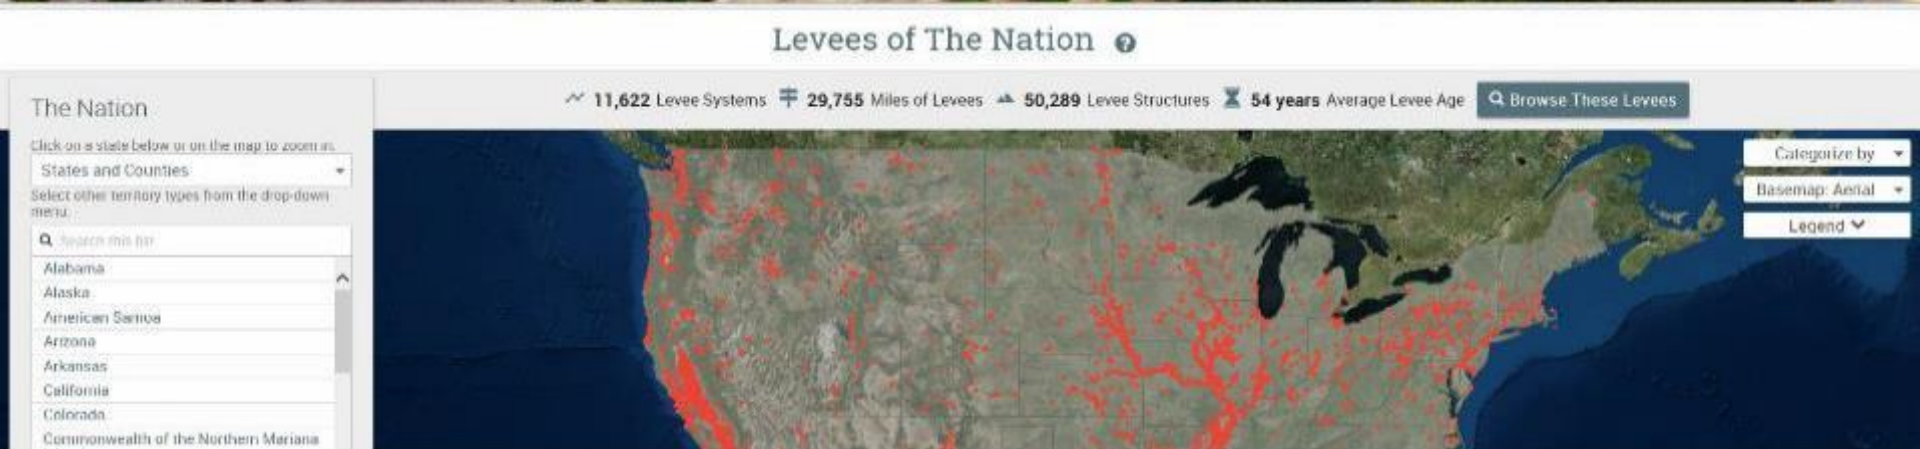 Levees of The Nation ?
The Nation
11,622 Levee Systems 29,755 Miles of Levees 50,289 Levee Structures 54 years Average Levee Age Browse These Levees
Click on a state below or on the map to zoom in.
States and Counties
Select other territory types from the drop-down
menu.
Search this list
Alabama
Alaska
American Samoa
Arizona
Arkansas
California
Colorado
Commonwealth of the Northern Mariana
Categorize by
Basemap: Aerial
Legend